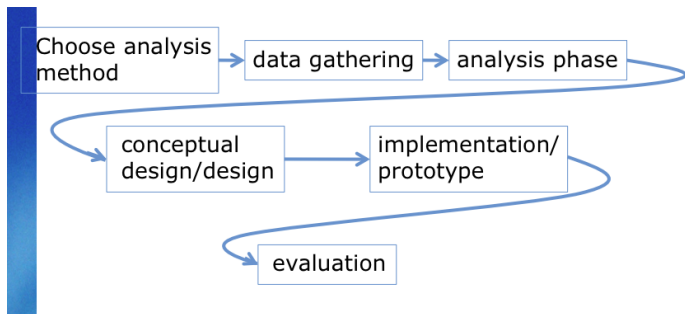 Choose analysis
method
data gathering
analysis phase
conceptual
design/design
implementation/
prototype
evaluation